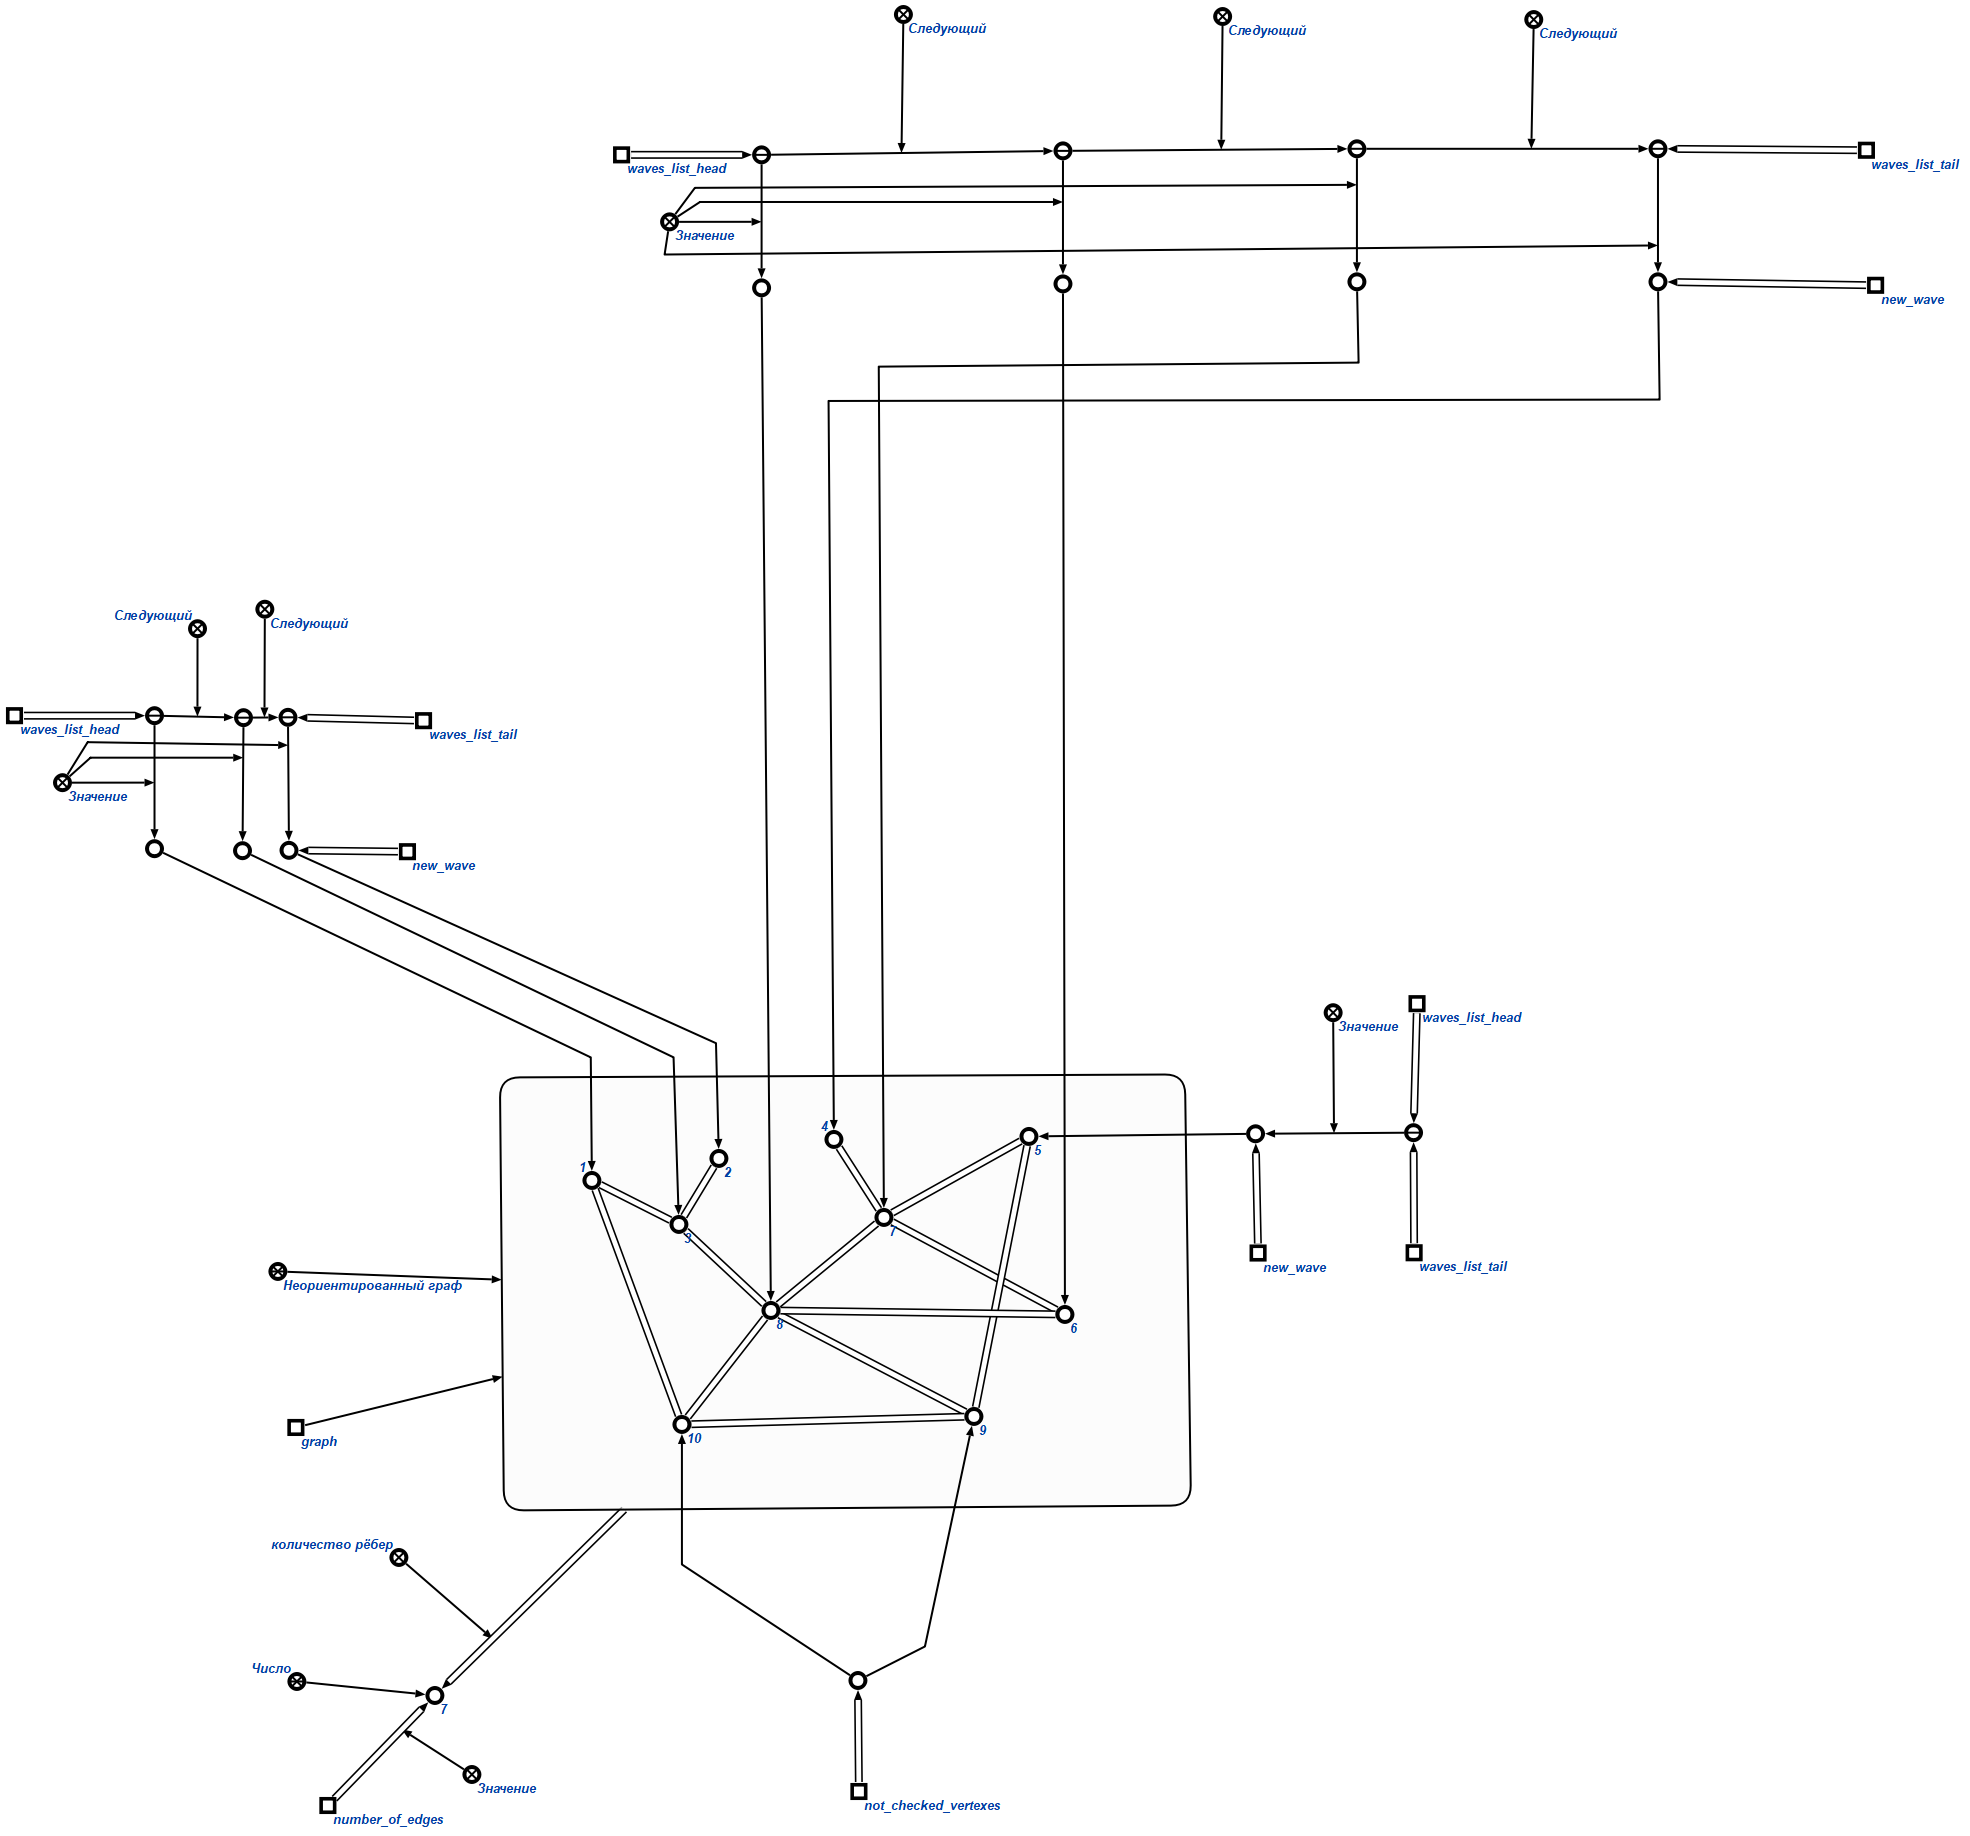 Следующий
Следующий
Следующий
waves_list_head
waves_list_tail
Значение
new_wave
Следующий
Следующий
waves_list_head
waves_list_tail
Значение
new_wave
Значение
waves_list_head
4
5
1
2
3
7
new_wave
waves_list_tail
Неориентированный граф
8
6
graph
10
9
количество рёбер
Число
7
Значение
number_of_edges
not_checked_vertexes